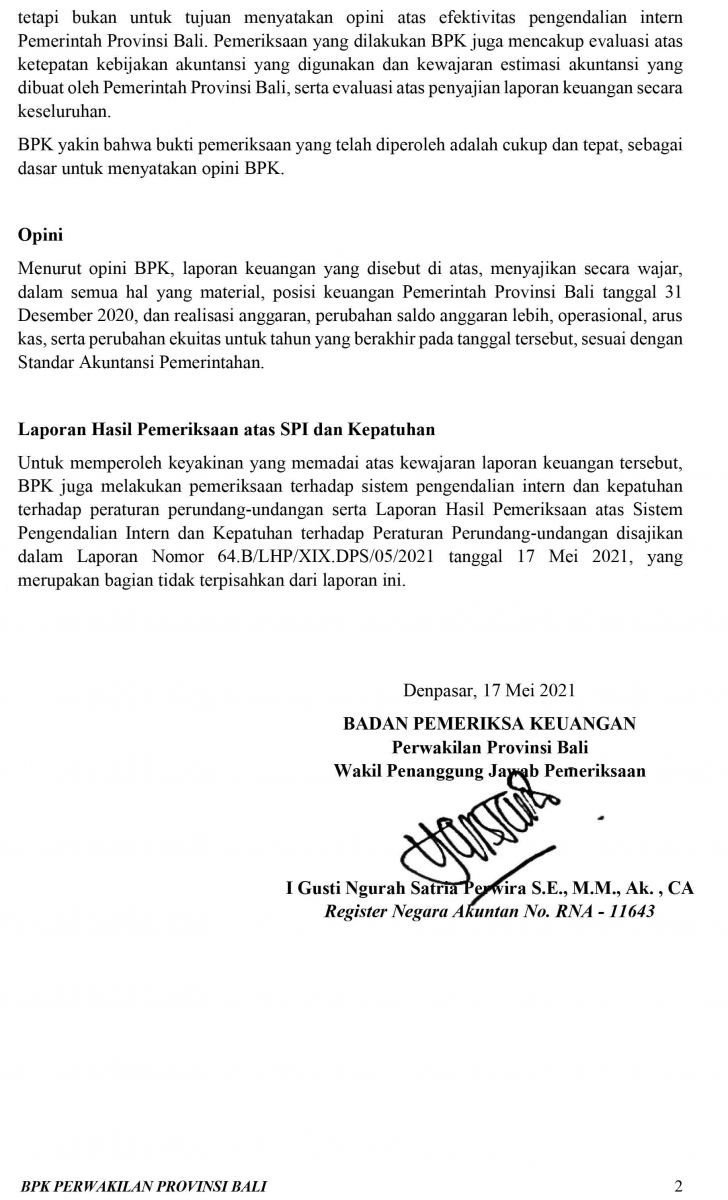 tetapi bukan untuk tujuan menyatakan opini atas efektivitas pengendalian intern
Pemerintah Provinsi Bali. Pemeriksaan yang dilakukan BPK juga mencakup evaluasi atas
ketepatan kebijakan akuntansi yang digunakan dan kewajaran estimasi akuntansi yang
dibuat oleh Pemerintah Provinsi Bali, serta evaluasi atas penyajian laporan keuangan secara
keseluruhan.
BPK yakin bahwa bukti pemeriksaan yang telah diperoleh adalah cukup dan tepat, sebagai
dasar untuk menyatakan opini BPK.
Opini
Menurut opini BPK, laporan keuangan yang disebut di atas, menyajikan secara wajar,
dalam semua hal yang material, posisi keuangan Pemerintah Provinsi Bali tanggal 31
Desember 2020, dan realisasi anggaran, perubahan saldo anggaran lebih, operasional, arus
kas, serta perubahan ekuitas untuk tahun yang berakhir pada tanggal tersebut, sesuai dengan
Standar Akuntansi Pemerintahan.
Laporan Hasil Pemeriksaan atas SPI dan Kepatuhan
Untuk memperoleh keyakinan yang memadai atas kewajaran laporan keuangan tersebut,
BPK juga melakukan pemeriksaan terhadap sistem pengendalian intern dan kepatuhan
terhadap peraturan perundang-undangan serta Laporan Hasil Pemeriksaan atas Sistem
Pengendalian Intern dan Kepatuhan terhadap Peraturan Perundang-undangan disajikan
dalam Laporan Nomor 64.B/LHP/XIX.DPS/05/2021 tanggal 17 Mei 2021, yang
merupakan bagian tidak terpisahkan dari laporan ini.
Denpasar, 17 Mei 2021
BADAN PEMERIKSA KEUANGAN
Perwakilan Provinsi Bali
Wakil Penanggung Jawab Pemeriksaan
I Gusti Ngurah Satria Perwira S.E., M.M., Ak. , CA
Register Negara Akuntan No. RNA - 11643
BPK PERWAKILAN PROVINSI BALI 2